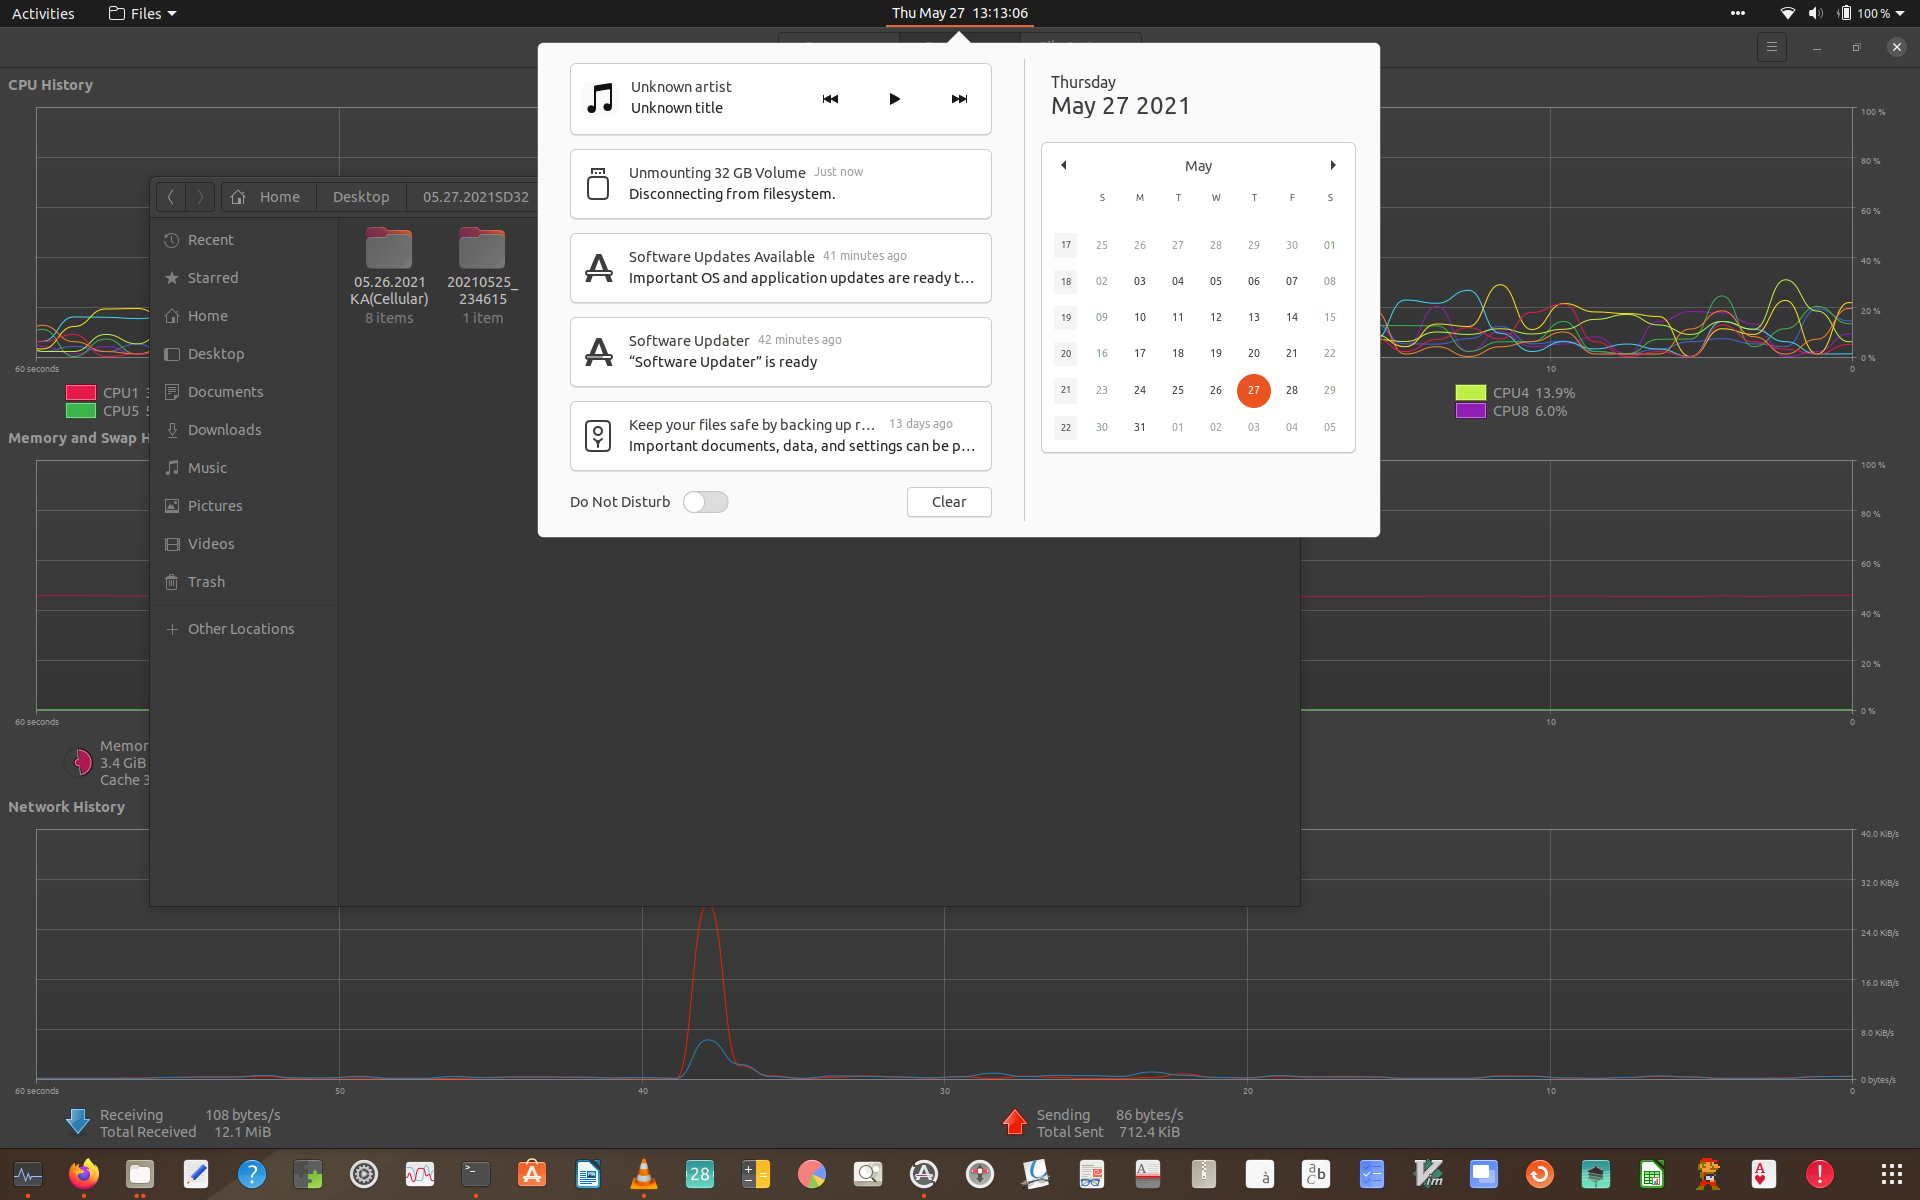 Activities
Files
Thu May 27 13:13:06
100 %
CPU History
100 %
80 %
60 %
40 %
20 %
0 %
60 seconds
10
0
CPU1
CPU5
CPU4 13.9%
CPU8 6.0%
Home
Desktop
05.27.2021SD32
Recent
Starred
Home
Desktop
Documents
Downloads
Music
Pictures
Videos
Trash
Other Locations
05.26.2021
KA(Cellular)
8 items
20210525_
234615
1 item
Unknown artist
Unknown title
Unmounting 32 GB Volume Just now
Disconnecting from filesystem.
Software Updates Available 41 minutes ago
Important OS and application updates are ready t…
Software Updater 42 minutes ago
“Software Updater” is ready
Keep your files safe by backing up r… 13 days ago
Important documents, data, and settings can be p…
Do Not Disturb
Clear
Thursday
May 27 2021
May
S M T W T F S
17 25 26 27 28 29 30 01
18 02 03 04 05 06 07 08
19 09 10 11 12 13 14 15
20 16 17 18 19 20 21 22
21 23 24 25 26 27 28 29
22 30 31 01 02 03 04 05
Memory and Swap H
100 %
80 %
60 %
40 %
20 %
0 %
60 seconds
10
0
Memor
3.4 GiB
Cache 3
Network History
40.0 KiB/s
32.0 KiB/s
24.0 KiB/s
16.0 KiB/s
8.0 KiB/s
0 bytes/s
60 seconds
50
40
30
20
10
0
Receiving 108 bytes/s
Total Received 12.1 MiB
Sending 86 bytes/s
Total Sent 712.4 KiB
28